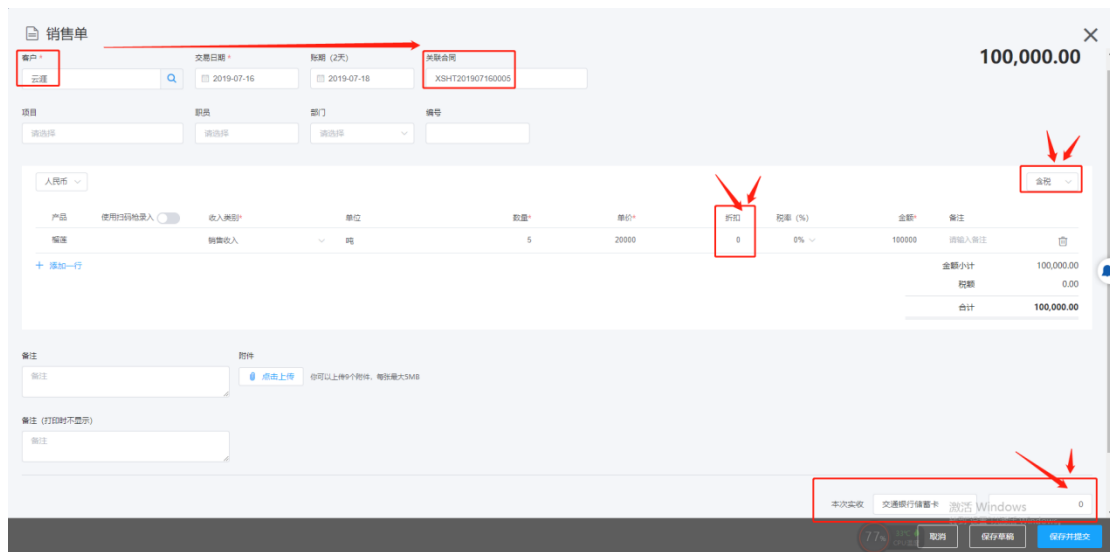 销售单
100,000.00
客户 * 交易日期 * 账期 (2天) 关联合同
云涯 2019-07-16 2019-07-18 XSHT201907160005
项目 职员 部门 编号
请选择 请选择 请选择
人民币 含税
产品 使用扫码枪录入 收入类别* 单位 数量* 单价* 折扣 税率 (%) 金额* 备注
榴莲 销售收入 吨 5 20000 0 0% 100000 请输入备注
+ 添加一行 金额小计 100,000.00
税额 0.00
合计 100,000.00
备注 附件
备注 点击上传 你可以上传9个附件，每张最大5MB
备注 (打印时不显示)
备注
本次实收 交通银行储蓄卡 0
激活 Windows
77% 取消 保存草稿 保存并提交